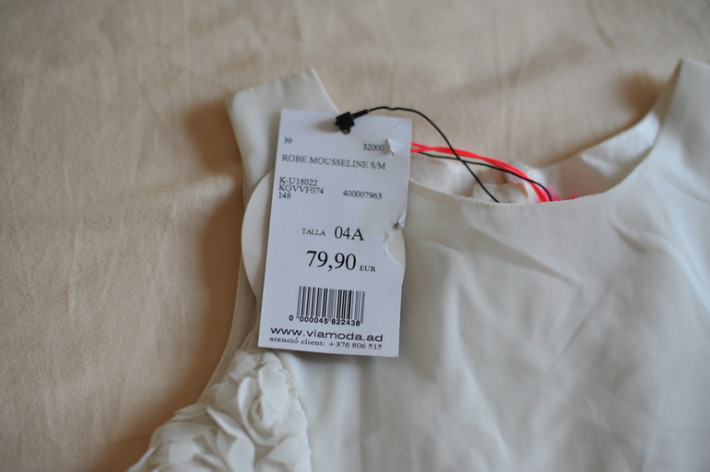 39 32000
ROBE MOUSSELINE S/M
K-U18022
KGVVF074 400007963
148
TALLA 04A
79,90 EUR
0 000045 822438
www.viamoda.ad
atenció client: +376 806 515